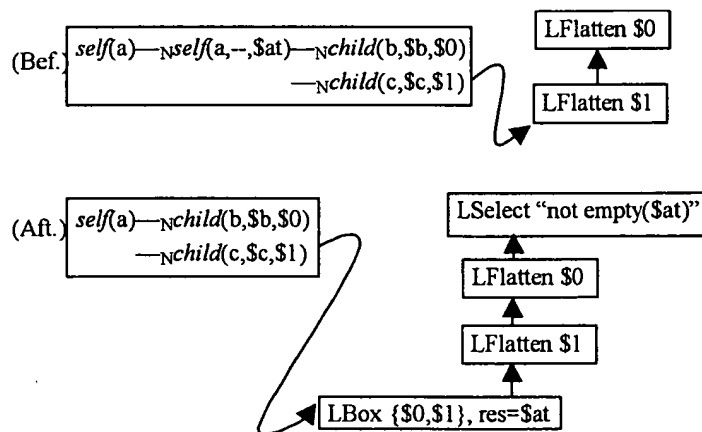 (Bef.) self(a)—Nself(a,--,$at)—Nchild(b,$b,$0)
—Nchild(c,$c,$1)
LFlatten $0
LFlatten $1
(Aft.) self(a)—Nchild(b,$b,$0)
—Nchild(c,$c,$1)
LSelect “not empty($at)”
LFlatten $0
LFlatten $1
LBox {$0,$1}, res=$at